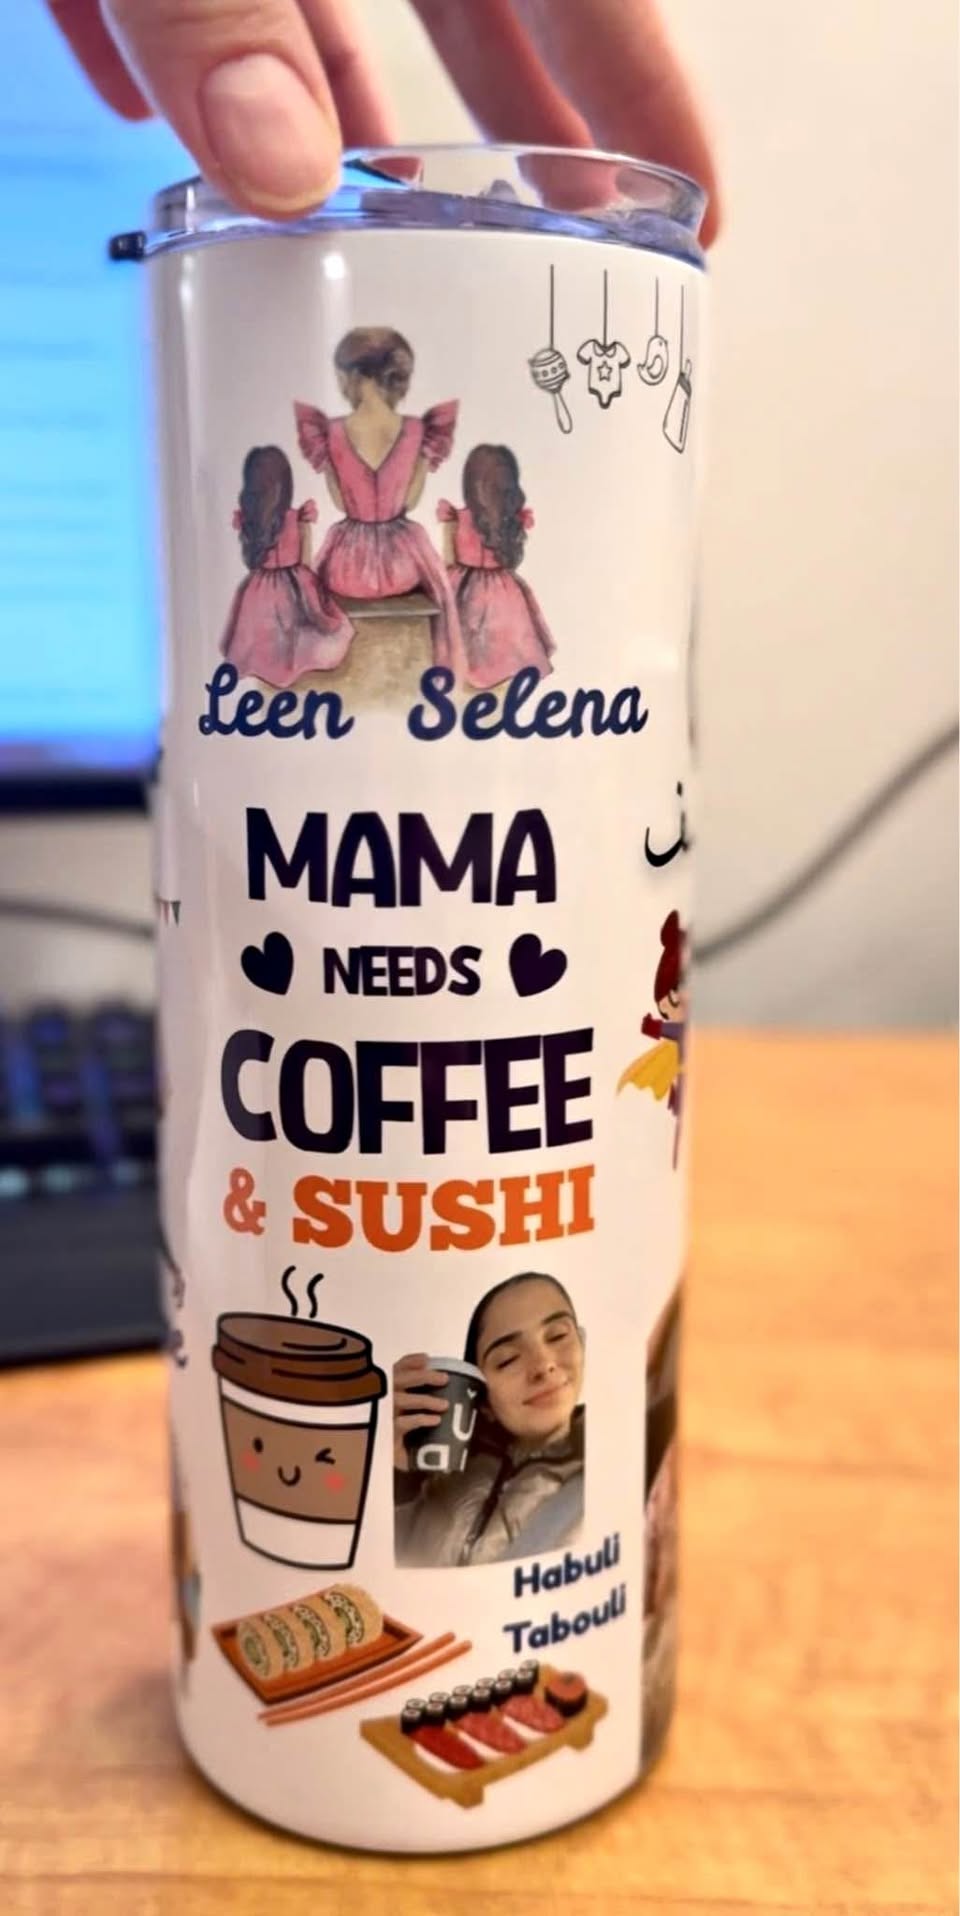 Leen Selena
MAMA
NEEDS
COFFEE
& SUSHI
Habuli
Tabouli